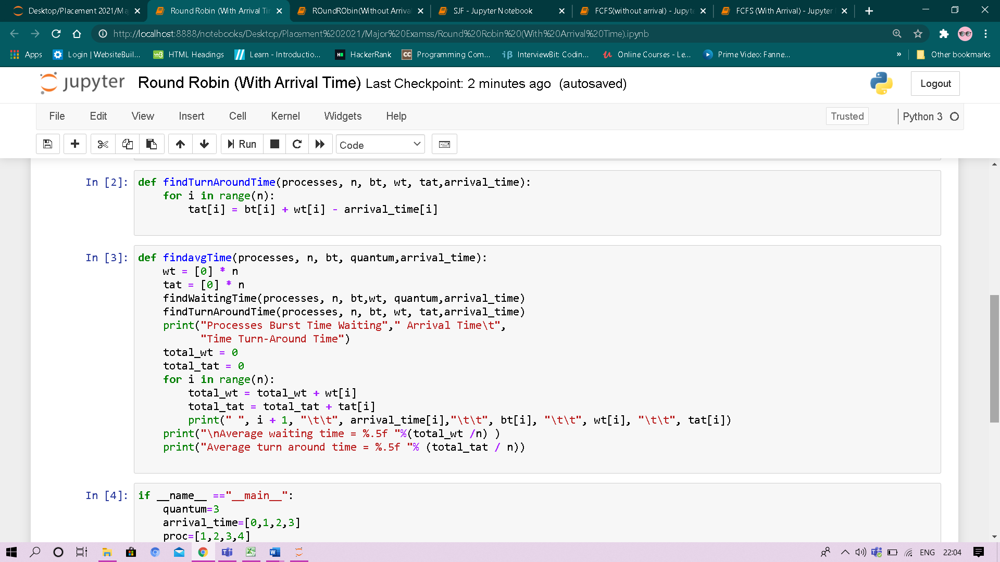 Desktop/Placement 2021/Ma
Round Robin (With Arrival Tir
ROundRObin(Without Arriva
SJF - Jupyter Notebook
FCFS(without arrival) - Jupyte
FCFS (With Arrival) - Jupyter
http://localhost:8888/notebooks/Desktop/Placement%202021/Major%20Examss/Round%20Robin%20(With%20Arrival%20Time).ipynb
Apps
Login | WebsiteBuil...
HTML Headings
Learn - Introductio...
HackerRank
Programming Com...
InterviewBit: Codin...
Online Courses - Le...
Prime Video: Fanne...
»
Other bookmarks
jupyter
Round Robin (With Arrival Time) Last Checkpoint: 2 minutes ago (autosaved)
Logout
File Edit View Insert Cell Kernel Widgets Help
Trusted
Python 3
Run
Code
In [2]:
def findTurnAroundTime(processes, n, bt, wt, tat,arrival_time):
    for i in range(n):
        tat[i] = bt[i] + wt[i] - arrival_time[i]
In [3]:
def findavgTime(processes, n, bt, quantum,arrival_time):
    wt = [0] * n
    tat = [0] * n
    findWaitingTime(processes, n, bt,wt, quantum,arrival_time)
    findTurnAroundTime(processes, n, bt, wt, tat,arrival_time)
    print("Processes Burst Time Waiting"," Arrival Time\t",
          "Time Turn-Around Time")
    total_wt = 0
    total_tat = 0
    for i in range(n):
        total_wt = total_wt + wt[i]
        total_tat = total_tat + tat[i]
        print(" ", i + 1, "\t\t", arrival_time[i],"\t\t", bt[i], "\t\t", wt[i], "\t\t", tat[i])
    print("\nAverage waiting time = %.5f "%(total_wt /n) )
    print("Average turn around time = %.5f "% (total_tat / n))
In [4]:
if __name__ =="__main__":
    quantum=3
    arrival_time=[0,1,2,3]
    proc=[1,2,3,4]
ENG
22:04